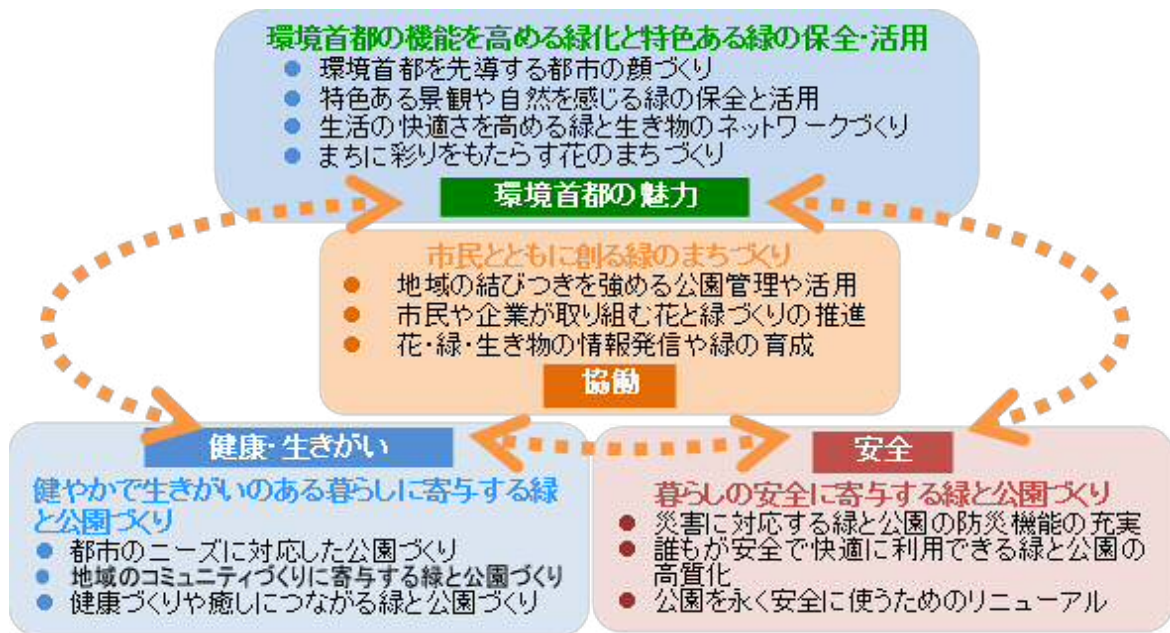 環境首都の機能を高める緑化と特色ある緑の保全・活用
● 環境首都を先導する都市の顔づくり
● 特色ある景観や自然を感じる緑の保全と活用
● 生活の快適さを高める緑と生き物のネットワークづくり
● まちに彩りをもたらす花のまちづくり
環境首都の魅力
市民とともに創る緑のまちづくり
● 地域の結びつきを強める公園管理や活用
● 市民や企業が取り組む花と緑づくりの推進
● 花・緑・生き物の情報発信や緑の育成
協働
健康・生きがい
健やかで生きがいのある暮らしに寄与する緑
と公園づくり
● 都市のニーズに対応した公園づくり
● 地域のコミュニティづくりに寄与する緑と公園づくり
● 健康づくりや癒しにつながる緑と公園づくり
安全
暮らしの安全に寄与する緑と公園づくり
● 災害に対応する緑と公園の防災機能の充実
● 誰もが安全で快適に利用できる緑と公園の
高質化
● 公園を永く安全に使うためのリニューアル